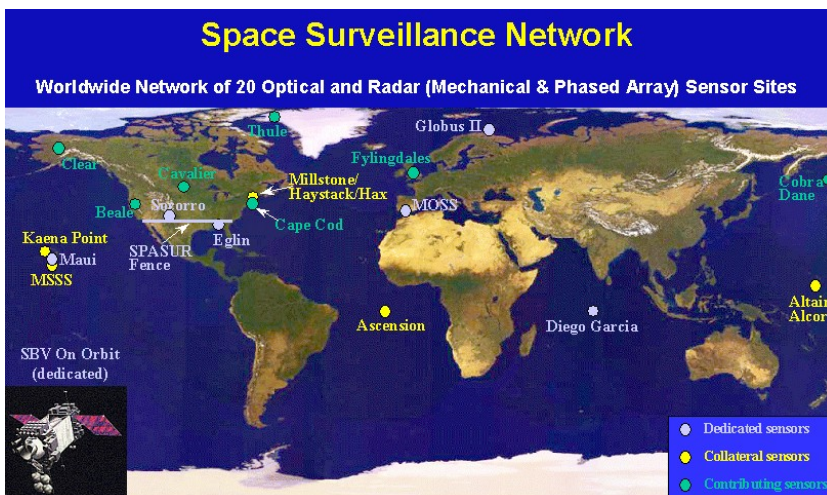 Space Surveillance Network
Worldwide Network of 20 Optical and Radar (Mechanical & Phased Array) Sensor Sites
Thule
Globus II
Clear
Fylingdales
Cavalier
Millstone/
Haystack/Hax
Cobra
Dane
Beale
Socorro
MOSS
Cape Cod
Kaena Point
SPASUR
Fence
Eglin
Maui
MSSS
Altair
Alcor
Ascension
Diego Garcia
SBV On Orbit
(dedicated)
Dedicated sensors
Collateral sensors
Contributing sensors